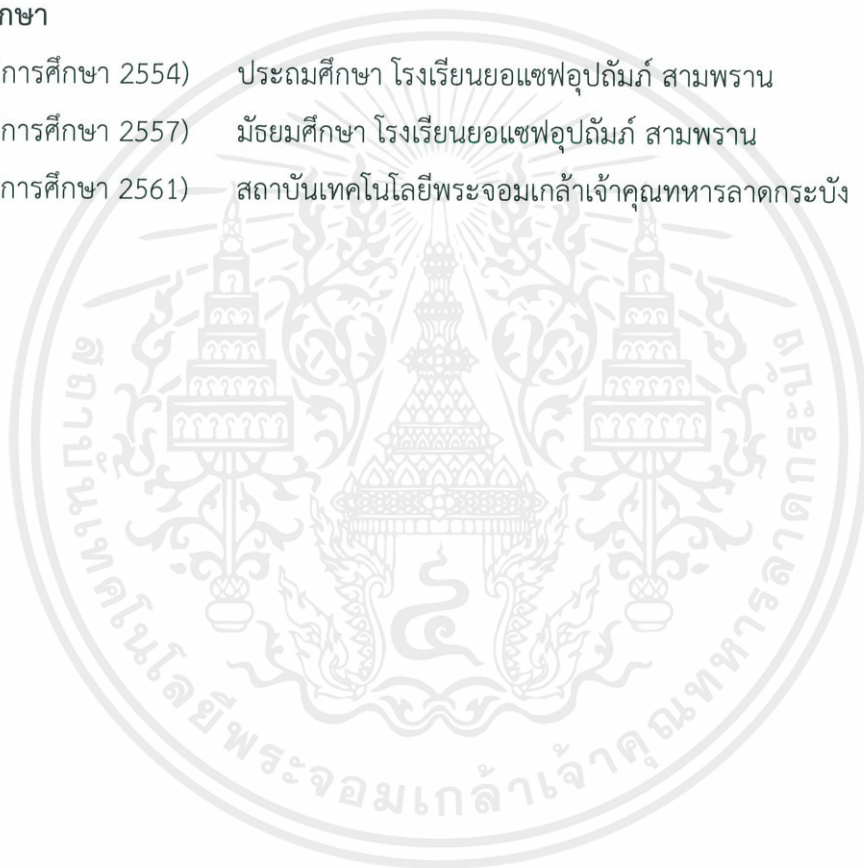 กษา
การศึกษา 2554) ประถมศึกษา โรงเรียนยอแซฟอุปถัมภ์ สามพราน
การศึกษา 2557) มัธยมศึกษา โรงเรียนยอแซฟอุปถัมภ์ สามพราน
การศึกษา 2561) สถาบันเทคโนโลยีพระจอมเกล้าเจ้าคุณทหารลาดกระบัง
สถาบันเทคโนโลยีพระจอมเกล้าเจ้าคุณทหารลาดกระบัง
๔